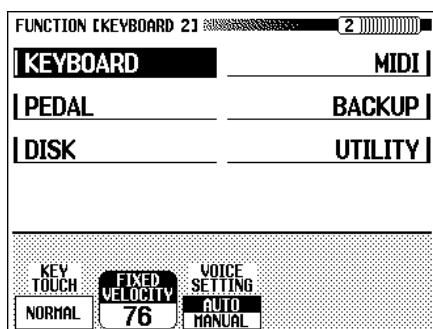 FUNCTION [KEYBOARD 2] 2
KEYBOARD MIDI
PEDAL BACKUP
DISK UTILITY
KEY TOUCH
NORMAL
FIXED VELOCITY
76
VOICE SETTING
AUTO
MANUAL